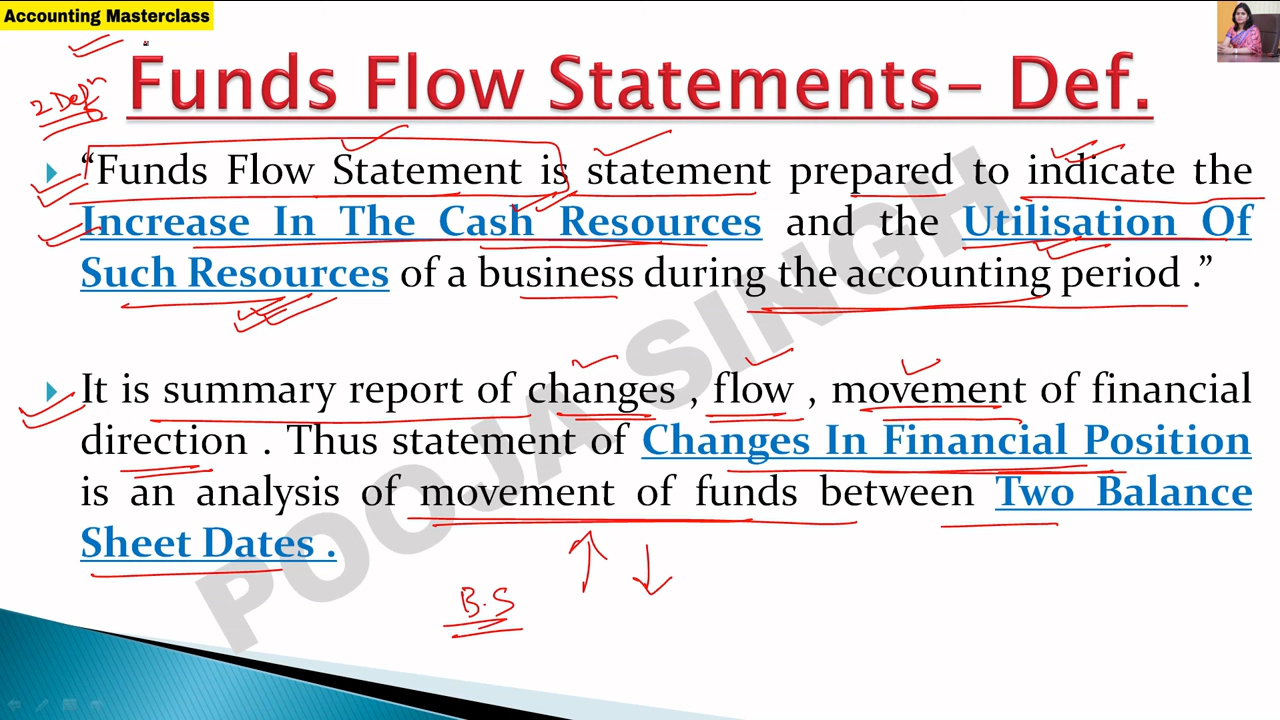 Accounting Masterclass
Funds Flow Statements- Def.
2 Defn
“Funds Flow Statement is statement prepared to indicate the
Increase In The Cash Resources and the Utilisation Of
Such Resources of a business during the accounting period .”
It is summary report of changes , flow , movement of financial
direction . Thus statement of Changes In Financial Position
is an analysis of movement of funds between Two Balance
Sheet Dates .
B.S
POOJA SINGH